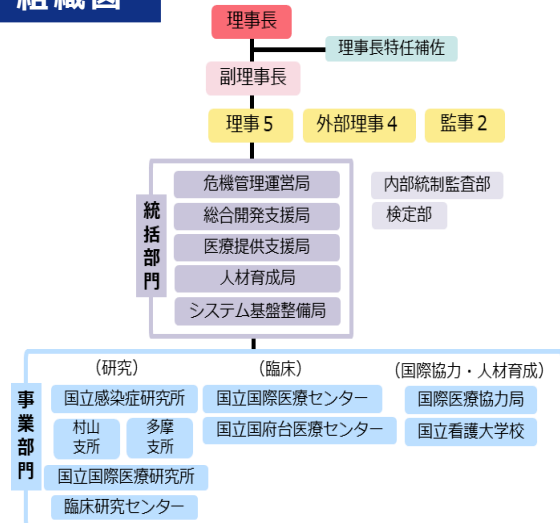 組織図
理事長
理事長特任補佐
副理事長
理事5
外部理事4
監事2
統括部門
危機管理運営局
総合開発支援局
医療提供支援局
人材育成局
システム基盤整備局
内部統制監査部
検定部
事業部門
(研究)
国立感染症研究所
村山
支所
多摩
支所
国立国際医療研究所
臨床研究センター
(臨床)
国立国際医療センター
国立国府台医療センター
(国際協力・人材育成)
国際医療協力局
国立看護大学校